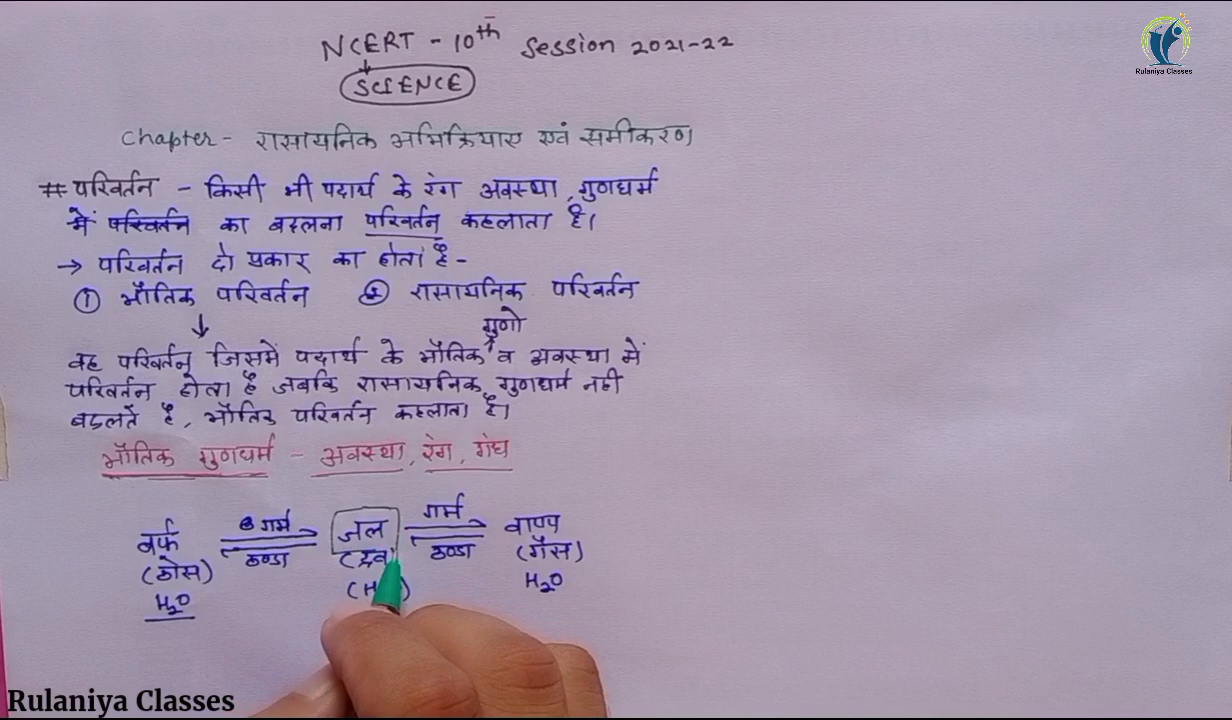 NCERT - 10th Session 2021-22
SCIENCE
Rulaniya Classes
Chapter - रासायनिक अभिक्रियाए एवं समीकरण
# परिवर्तन - किसी भी पदार्थ के रंग अवस्था, गुणधर्म
में परिवर्तन का बदलना परिवर्तन कहलाता है।
→ परिवर्तन दो प्रकार का होता है -
① भौतिक परिवर्तन ② रासायनिक परिवर्तन
वह परिवर्तन जिसमें पदार्थ के भौतिक गुणो व अवस्था में
परिवर्तन होता है जबकि रासायनिक गुणधर्म नही
बदलते है, भौतिक परिवर्तन कहलाता है।
भौतिक गुणधर्म - अवस्था, रंग, गंध
बर्फ गर्म ठण्डा जल गर्म ठण्डा वाष्प
(ठोस) (द्रव) (गैस)
H₂O (H H₂O
Rulaniya Classes